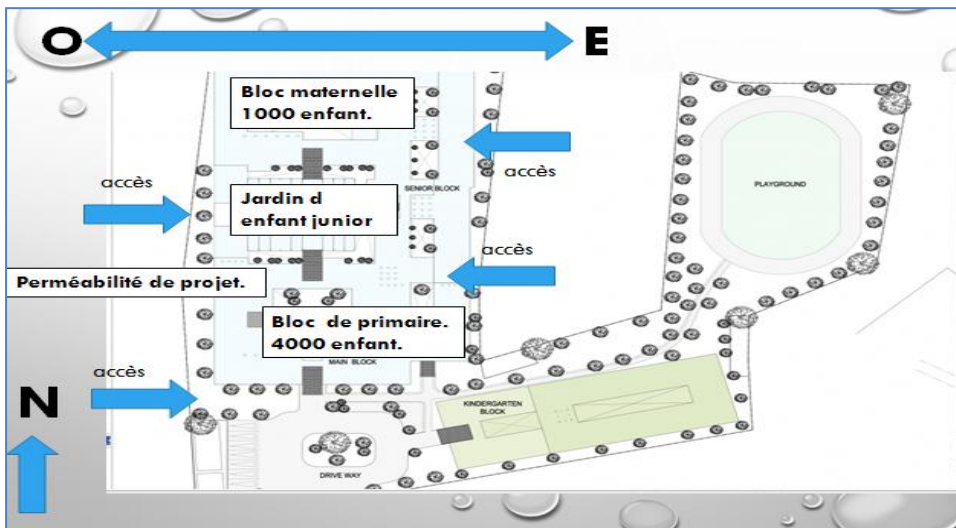 O
E
Bloc maternelle
1000 enfant.
accès
accès
SENIOR BLOCK
PLAYGROUND
Jardin d
enfant junior
accès
Perméabilité de projet.
Bloc de primaire.
4000 enfant.
MAIN BLOCK
accès
N
KINDERGARTEN
BLOCK
DRIVE WAY